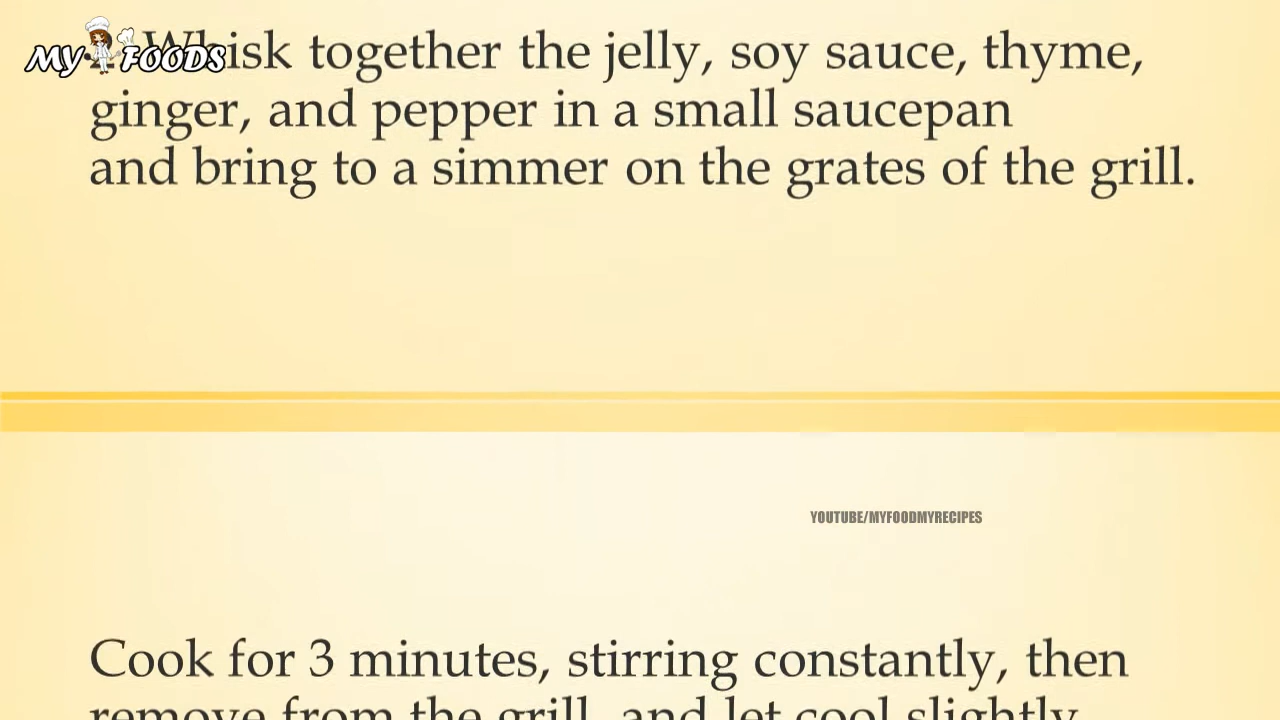 MY FOODS
Whisk together the jelly, soy sauce, thyme,
ginger, and pepper in a small saucepan
and bring to a simmer on the grates of the grill.
YOUTUBE/MYFOODMYRECIPES
Cook for 3 minutes, stirring constantly, then
remove from the grill, and let cool slightly.